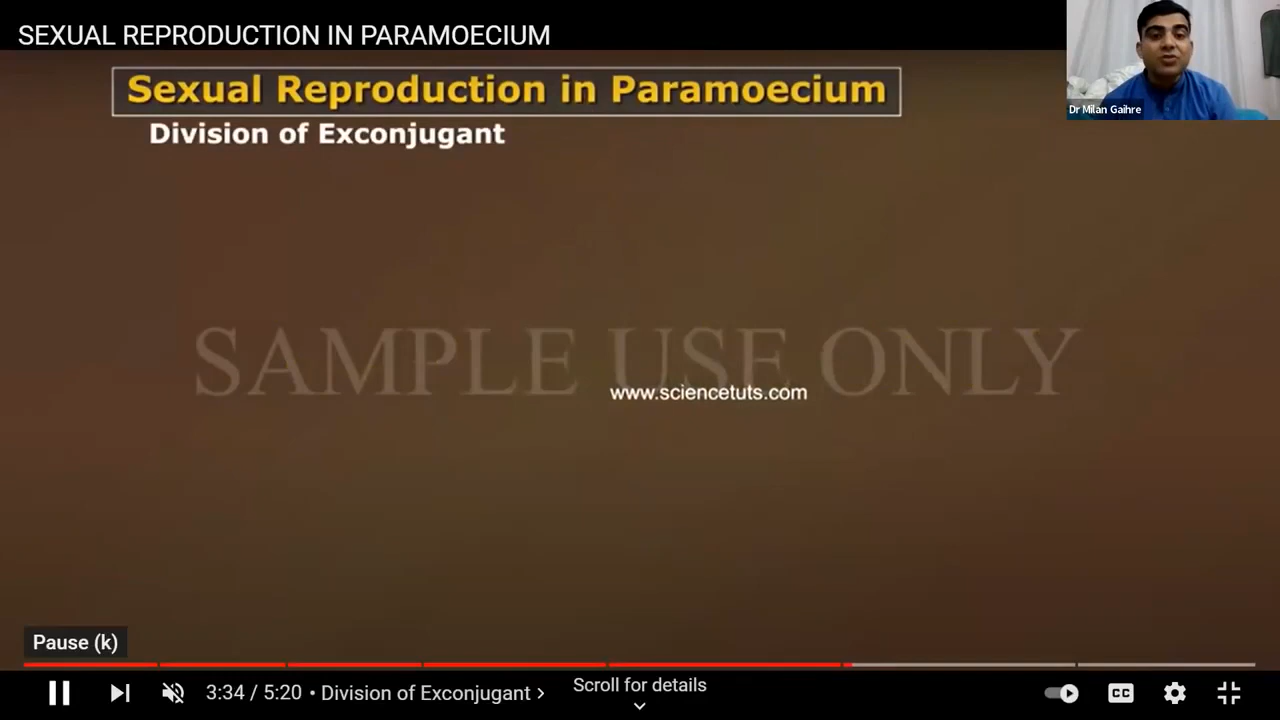 SEXUAL REPRODUCTION IN PARAMOECIUM
Dr Milan Gaihre
Sexual Reproduction in Paramoecium
Division of Exconjugant
SAMPLE USE ONLY
www.sciencetuts.com
Pause (k)
3:34 / 5:20 • Division of Exconjugant >
Scroll for details
CC